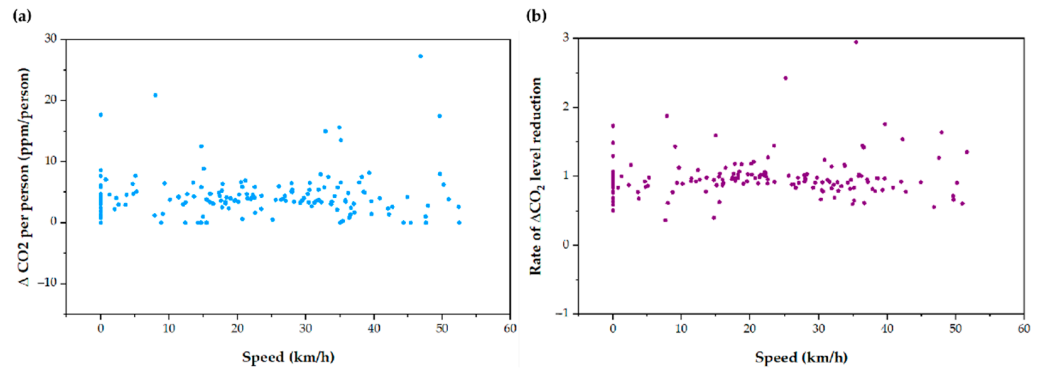 (a)
30
20
10
0
−10
0 10 20 30 40 50 60
Speed (km/h)
Δ CO2 per person (ppm/person)
(b)
3
2
1
0
−1
0 10 20 30 40 50 60
Speed (km/h)
Rate of ΔCO₂ level reduction